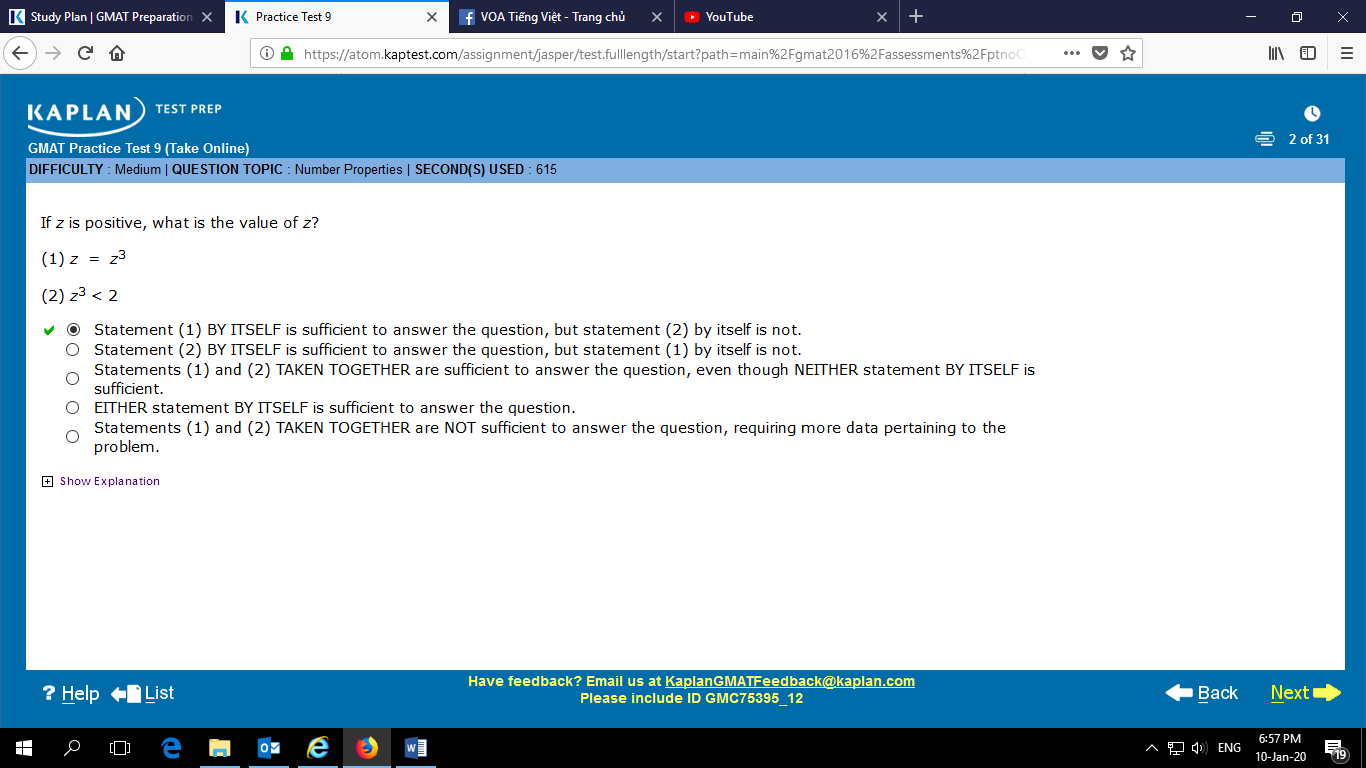 Study Plan | GMAT Preparation
Practice Test 9
VOA Tiếng Việt - Trang chủ
YouTube
https://atom.kaptest.com/assignment/jasper/test.fulllength/start?path=main%2Fgmat2016%2Fassessments%2Fptno
KAPLAN TEST PREP
GMAT Practice Test 9 (Take Online)
2 of 31
DIFFICULTY : Medium | QUESTION TOPIC : Number Properties | SECOND(S) USED : 615
If z is positive, what is the value of z?
(1) z = z³
(2) z³ < 2
Statement (1) BY ITSELF is sufficient to answer the question, but statement (2) by itself is not.
Statement (2) BY ITSELF is sufficient to answer the question, but statement (1) by itself is not.
Statements (1) and (2) TAKEN TOGETHER are sufficient to answer the question, even though NEITHER statement BY ITSELF is
sufficient.
EITHER statement BY ITSELF is sufficient to answer the question.
Statements (1) and (2) TAKEN TOGETHER are NOT sufficient to answer the question, requiring more data pertaining to the
problem.
Show Explanation
? Help
List
Have feedback? Email us at KaplanGMATFeedback@kaplan.com
Please include ID GMC75395_12
Back
Next
ENG
6:57 PM
10-Jan-20
19